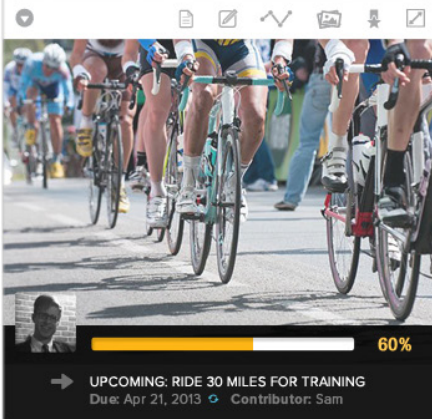 60%
UPCOMING: RIDE 30 MILES FOR TRAINING
Due: Apr 21, 2013 Contributor: Sam